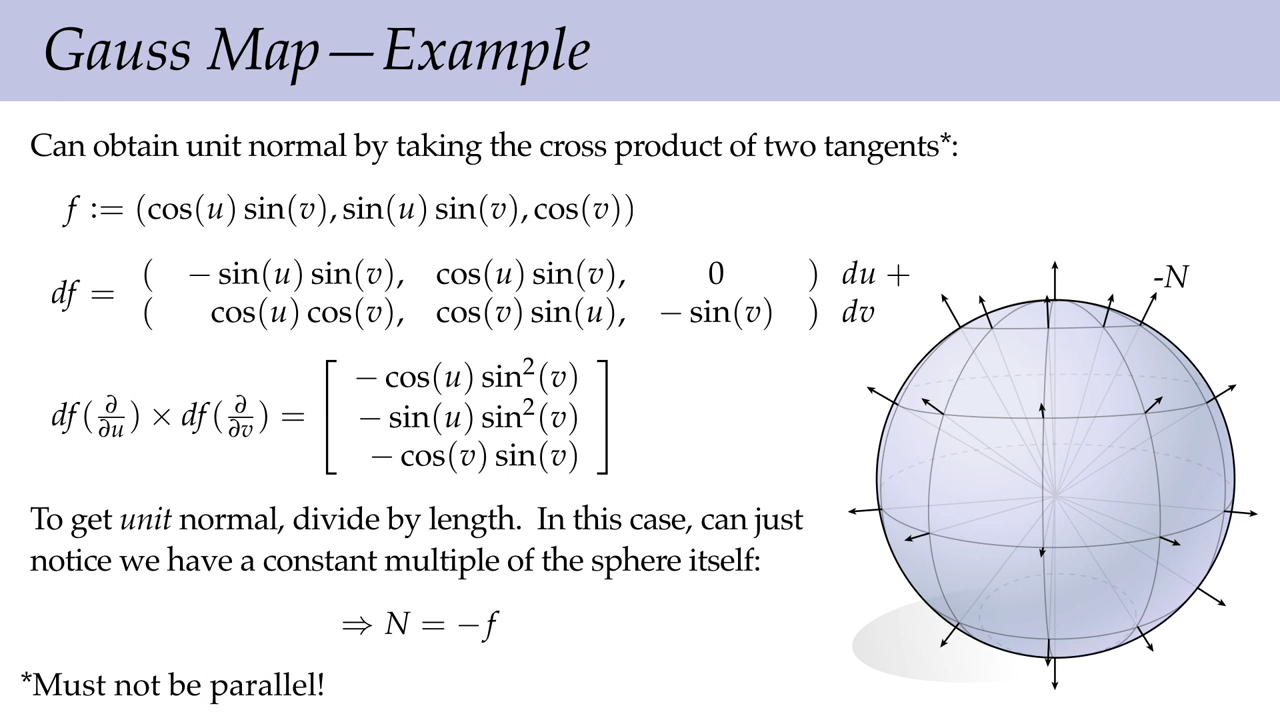 Gauss Map—Example
Can obtain unit normal by taking the cross product of two tangents*:
f := (cos(u) sin(v), sin(u) sin(v), cos(v))
df = ( − sin(u) sin(v), cos(u) sin(v), 0 ) du +
( cos(u) cos(v), cos(v) sin(u), − sin(v) ) dv
-N
df(∂/∂u) × df(∂/∂v) = [ − cos(u) sin²(v)
− sin(u) sin²(v)
− cos(v) sin(v) ]
To get unit normal, divide by length. In this case, can just
notice we have a constant multiple of the sphere itself:
⇒ N = −f
*Must not be parallel!